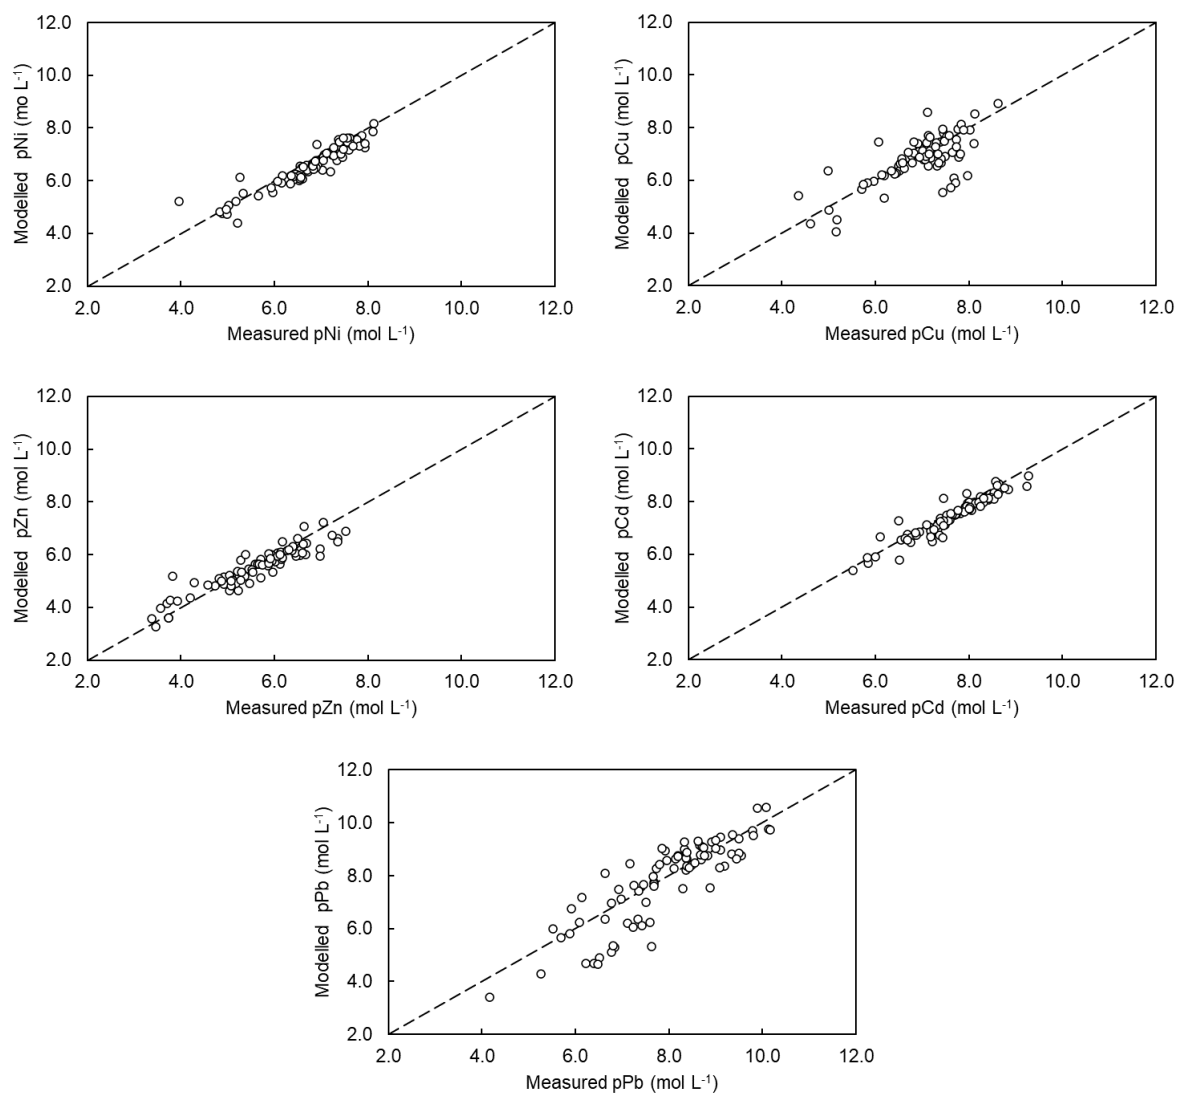 12.0
10.0
8.0
6.0
4.0
2.0
Modelled pNi (mo L-1)
2.0 4.0 6.0 8.0 10.0 12.0
Measured pNi (mol L-1)
12.0
10.0
8.0
6.0
4.0
2.0
Modelled pCu (mol L-1)
2.0 4.0 6.0 8.0 10.0 12.0
Measured pCu (mol L-1)
12.0
10.0
8.0
6.0
4.0
2.0
Modelled pZn (mol L-1)
2.0 4.0 6.0 8.0 10.0 12.0
Measured pZn (mol L-1)
12.0
10.0
8.0
6.0
4.0
2.0
Modelled pCd (mol L-1)
2.0 4.0 6.0 8.0 10.0 12.0
Measured pCd (mol L-1)
12.0
10.0
8.0
6.0
4.0
2.0
Modelled pPb (mol L-1)
2.0 4.0 6.0 8.0 10.0 12.0
Measured pPb (mol L-1)